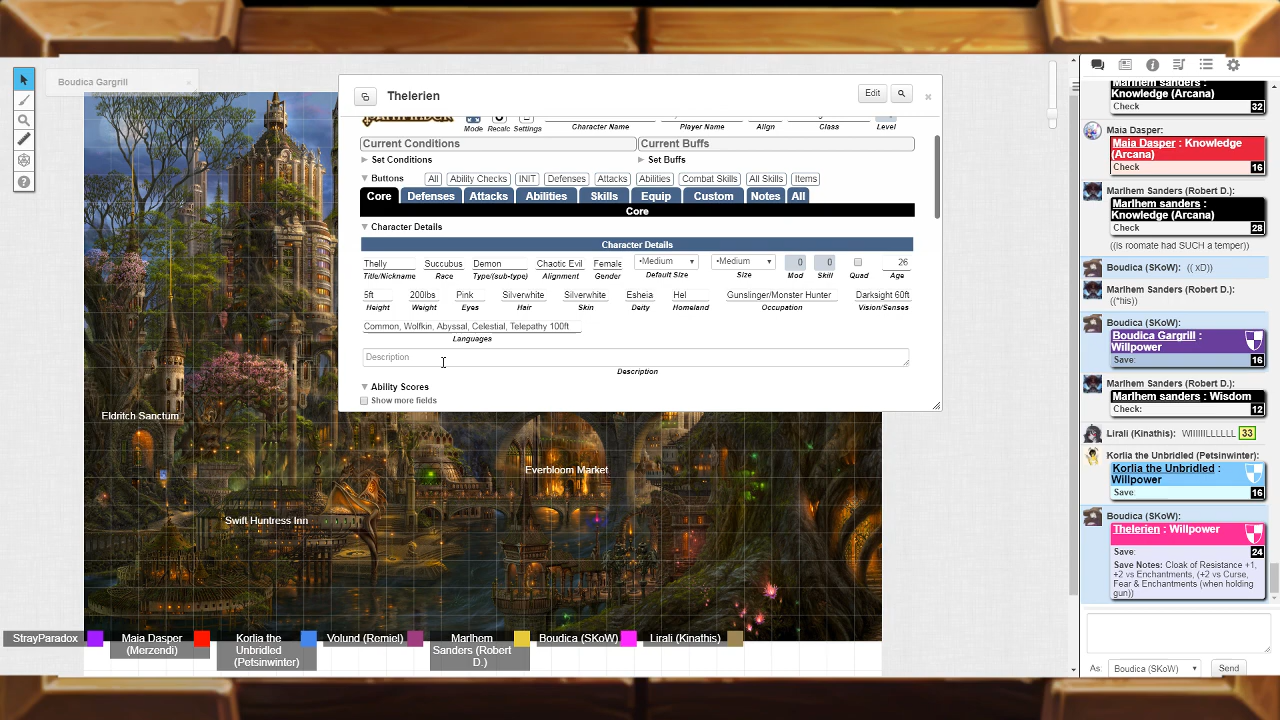 Boudica Gargrill
Thelerien
Edit
Mode Recalc Settings
Character Name Player Name Align Class Level
Current Conditions Current Buffs
Set Conditions Set Buffs
Buttons All Ability Checks INIT Defenses Attacks Abilities Combat Skills All Skills Items
Core Defenses Attacks Abilities Skills Equip Custom Notes All
Core
Character Details
Character Details
Thelly Succubus Demon Chaotic Evil Female •Medium •Medium 0 0 26
Title/Nickname Race Type/(sub-type) Alignment Gender Default Size Size Mod Skill Quad Age
5ft 200lbs Pink Silverwhite Silverwhite Esheia Hel Gunslinger/Monster Hunter Darksight 60ft
Height Weight Eyes Hair Skin Deity Homeland Occupation Vision/Senses
Common, Wolfkin, Abyssal, Celestial, Telepathy 100ft
Languages
Description
Description
Ability Scores
Show more fields
Eldritch Sanctum
Everbloom Market
Swift Huntress Inn
StrayParadox
Maia Dasper
(Merzendi)
Korlia the
Unbridled
(Petsinwinter)
Volund (Remiel)
Marlhem
Sanders (Robert
D.)
Boudica (SKoW)
Lirali (Kinathis)
Marlhem sanders :
Knowledge (Arcana)
Check 32
Maia Dasper:
Maia Dasper : Knowledge
(Arcana)
Check 16
Marlhem Sanders (Robert D.):
Marlhem sanders :
Knowledge (Arcana)
Check 28
((is roomate had SUCH a temper))
Boudica (SKoW): (( xD))
Marlhem Sanders (Robert D.):
((*his))
Boudica (SKoW):
Boudica Gargrill :
Willpower
Save: 16
Marlhem Sanders (Robert D.):
Marlhem sanders : Wisdom
Check: 12
Lirali (Kinathis): WIIIIIILLLLLL 33
Korlia the Unbridled (Petsinwinter):
Korlia the Unbridled :
Willpower
Save 16
Boudica (SKoW):
Thelerien : Willpower
Save: 24
Save Notes: Cloak of Resistance +1,
+2 vs Enchantments, (+2 vs Curse,
Fear & Enchantments (when holding
gun))
As: Boudica (SKoW) Send